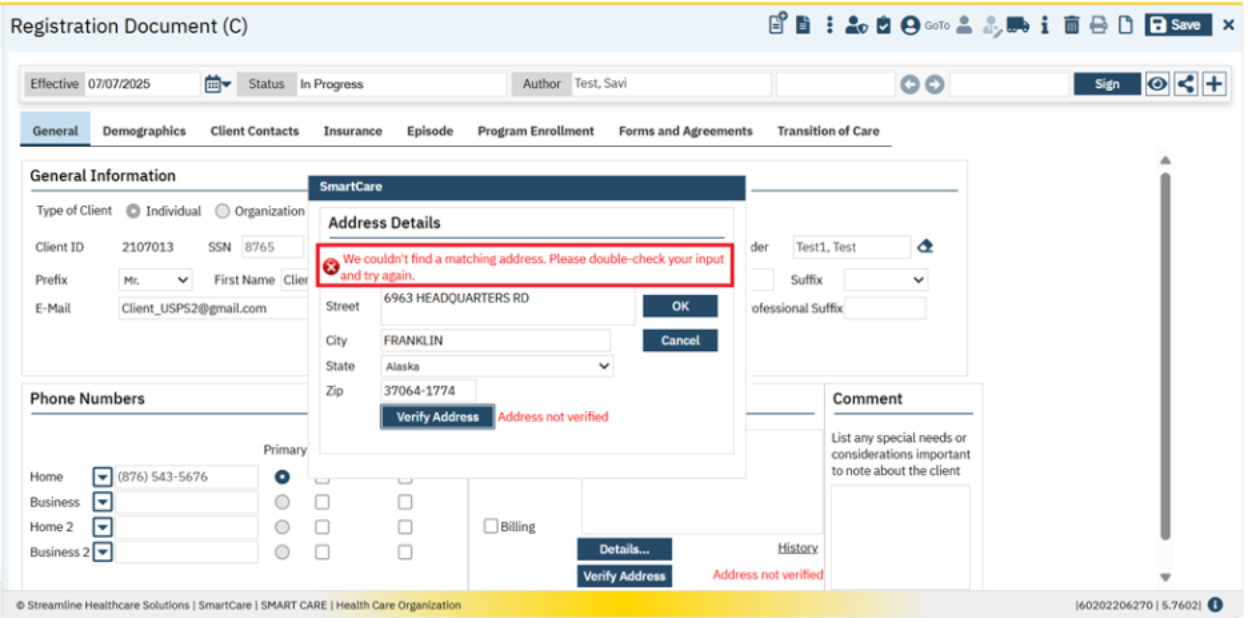 Registration Document (C)
GoTo
Save
Effective 07/07/2025 Status In Progress Author Test, Savi Sign
General Demographics Client Contacts Insurance Episode Program Enrollment Forms and Agreements Transition of Care
General Information
Type of Client Individual Organization
Client ID 2107013 SSN 8765 der Test1, Test
Prefix Mr. First Name Clien Suffix
E-Mail Client_USPS2@gmail.com ofessional Suffix
SmartCare
Address Details
We couldn't find a matching address. Please double-check your input
and try again.
Street 6963 HEADQUARTERS RD OK
City FRANKLIN Cancel
State Alaska
Zip 37064-1774
Verify Address Address not verified
Phone Numbers
Primary
Home (876) 543-5676
Business
Home 2
Business 2
Billing
Details... History
Verify Address Address not verified
Comment
List any special needs or
considerations important
to note about the client
© Streamline Healthcare Solutions | SmartCare | SMART CARE | Health Care Organization |60202206270 | 5.7602|